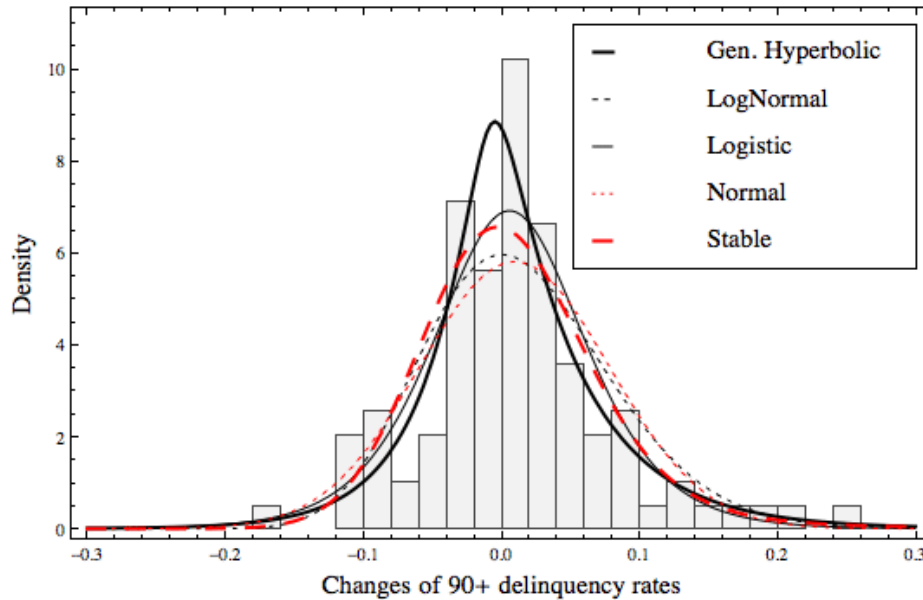 Gen. Hyperbolic
LogNormal
Logistic
Normal
Stable
Density
10
8
6
4
2
0
−0.3
−0.2
−0.1
0.0
0.1
0.2
0.3
Changes of 90+ delinquency rates